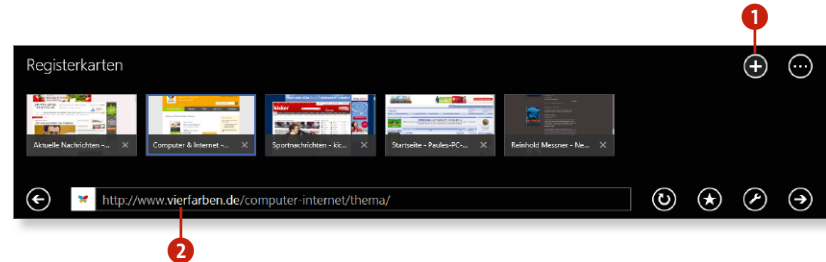 1
Registerkarten
Aktuelle Nachrichten -... Computer & Internet -... Sportnachrichten - kic... Startseite - Paules-PC-... Reinhold Messner - Ne...
http://www.vierfarben.de/computer-internet/thema/
2